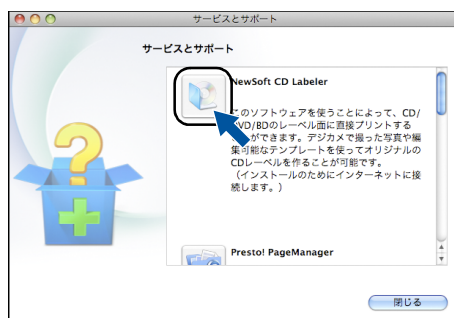 サービスとサポート
サービスとサポート
NewSoft CD Labeler
このソフトウェアを使うことによって、CD/
VD/BDのレーベル面に直接プリントする
ができます。デジカメで撮った写真や編
集可能なテンプレートを使ってオリジナルの
CDレーベルを作ることが可能です。
（インストールのためにインターネットに接
続します。）
Presto! PageManager
閉じる